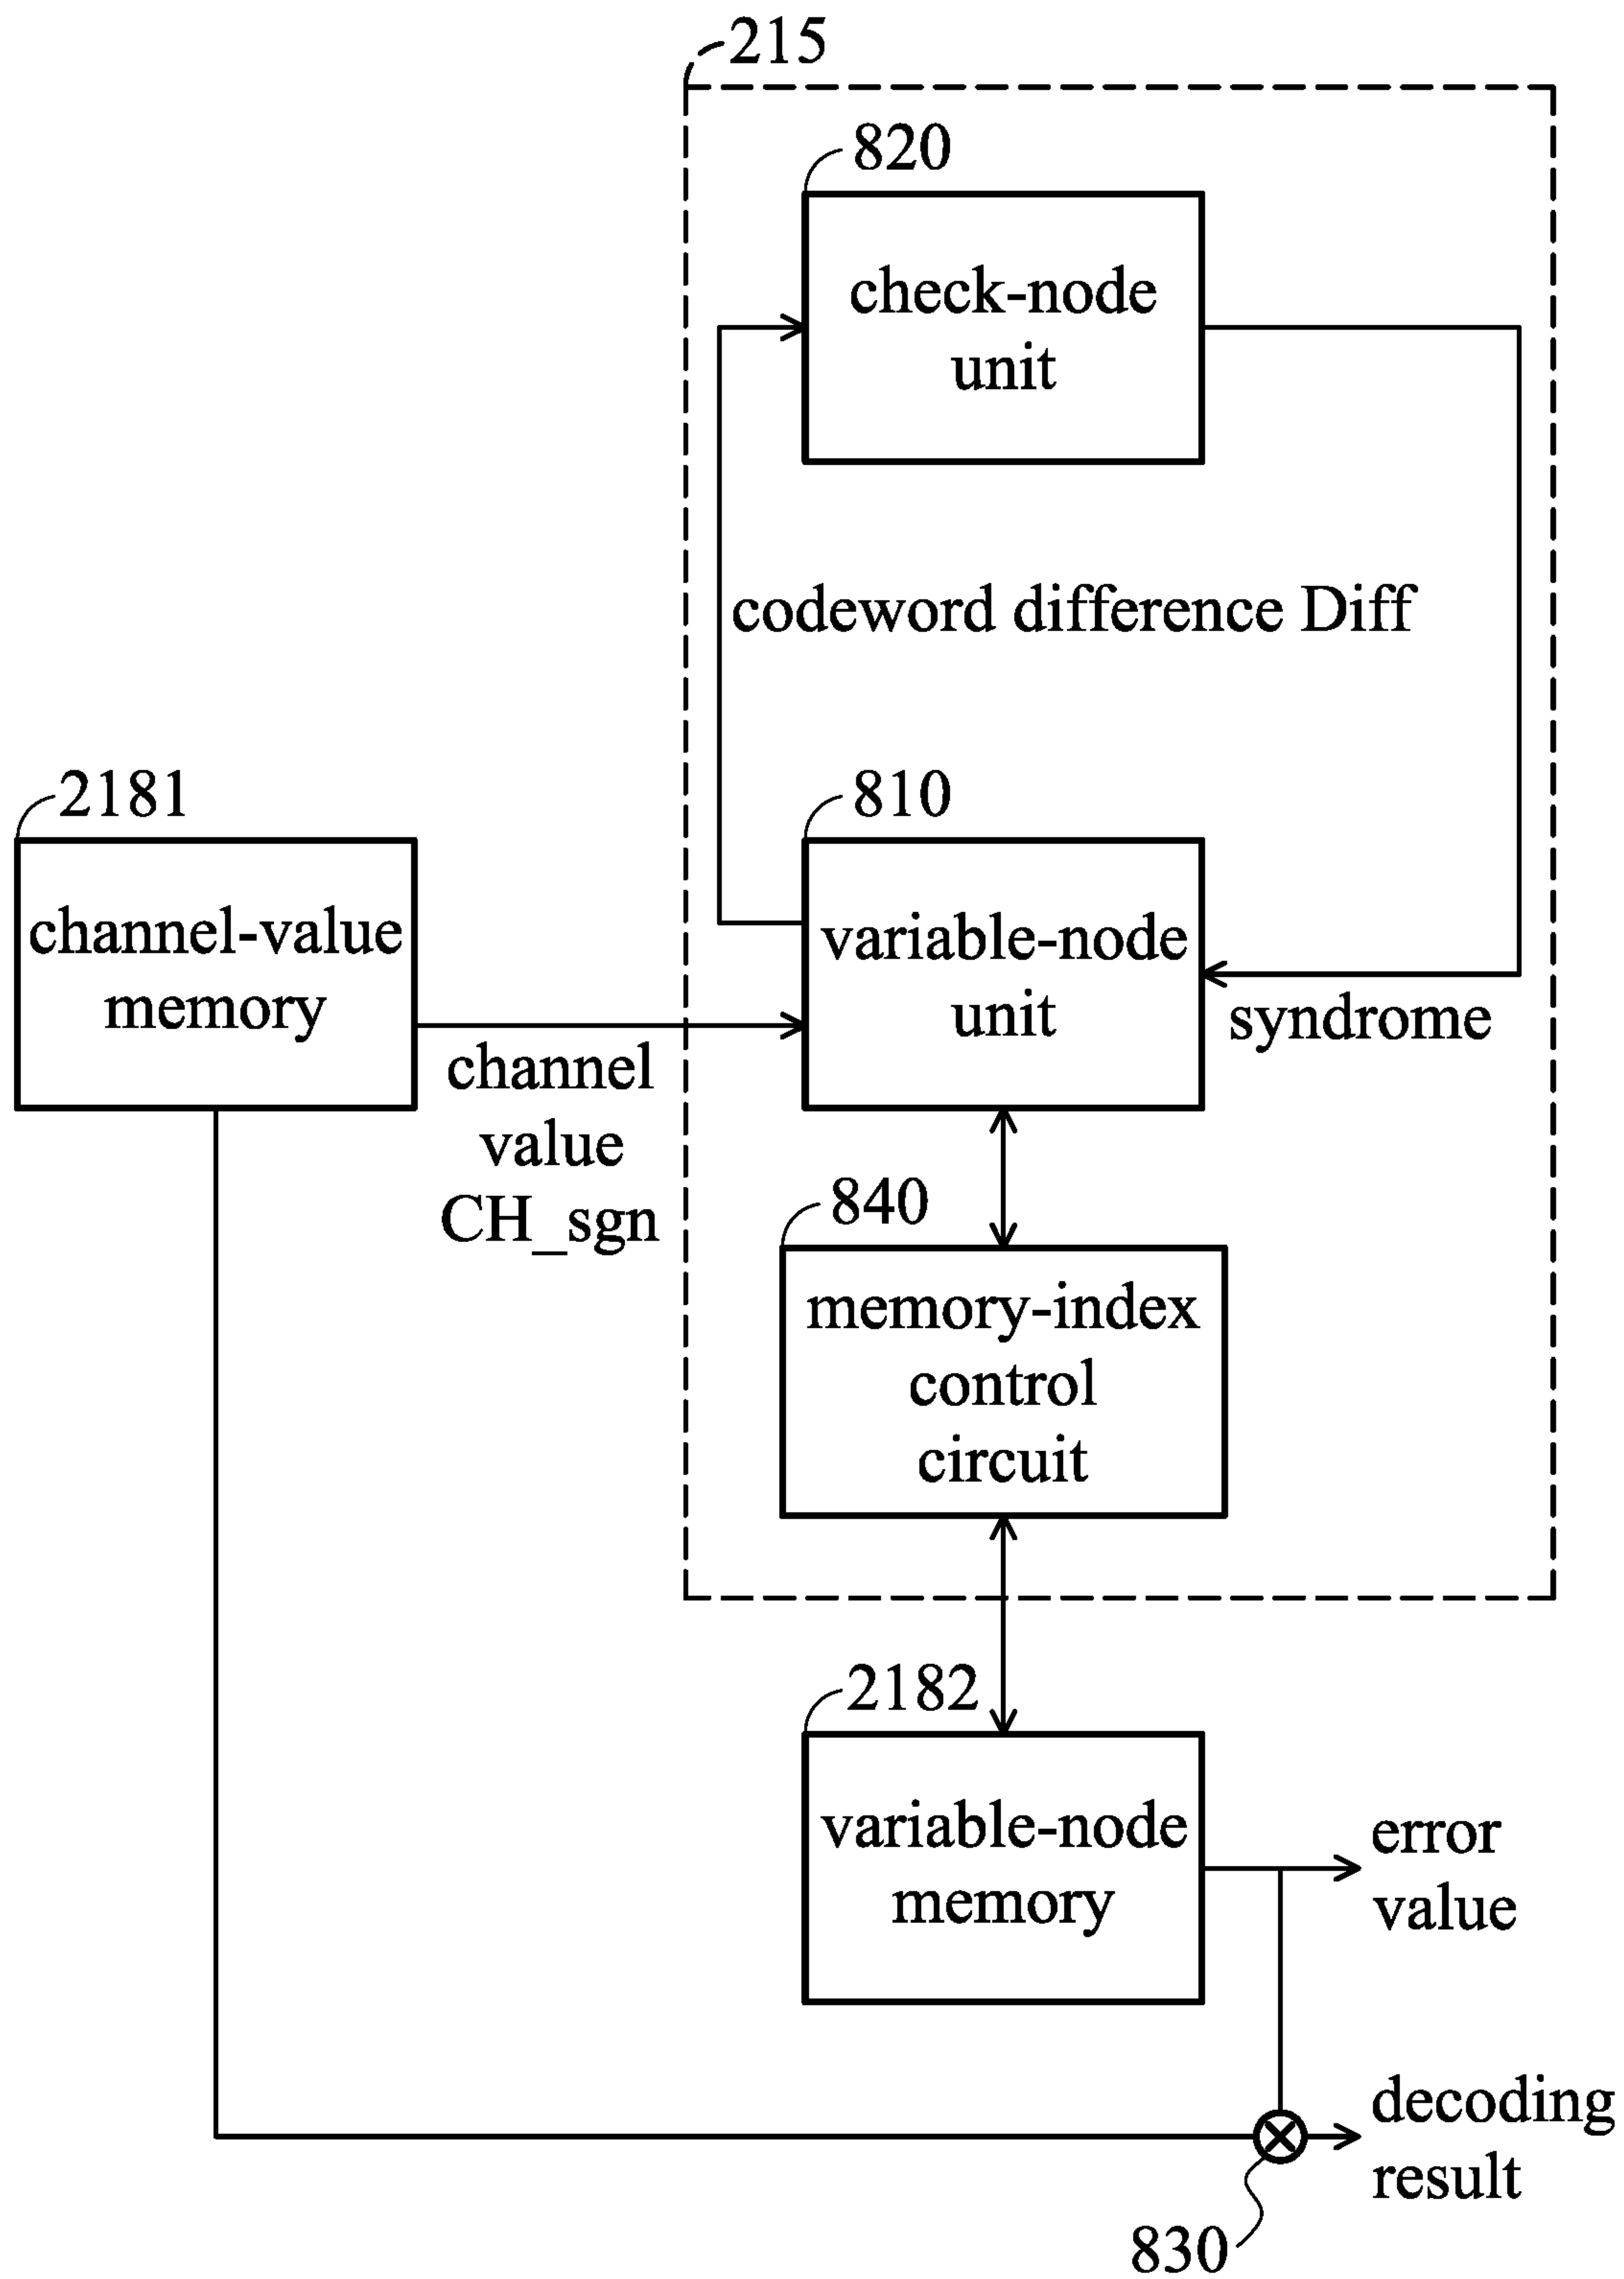 215
820
check-node
unit
codeword difference Diff
2181
channel-value
memory
810
variable-node
unit
syndrome
channel
value
CH_sgn
840
memory-index
control
circuit
2182
variable-node
memory
error
value
decoding
result
830